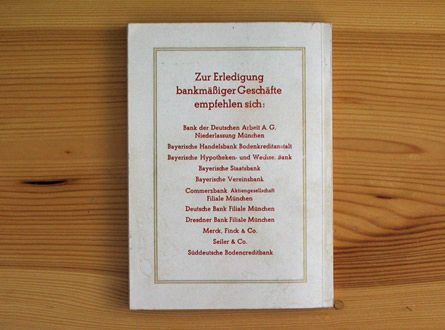 Zur Erledigung
bankmäßiger Geschäfte
empfehlen sich:
Bank der Deutschen Arbeit A. G.
Niederlassung München
Bayerische Handelsbank Bodenkreditanstalt
Bayerische Hypotheken- und Wechsel-Bank
Bayerische Staatsbank
Bayerische Vereinsbank
Commerzbank Aktiengesellschaft
Filiale München
Deutsche Bank Filiale München
Dresdner Bank Filiale München
Merck, Finck & Co.
Seiler & Co.
Süddeutsche Bodencreditbank